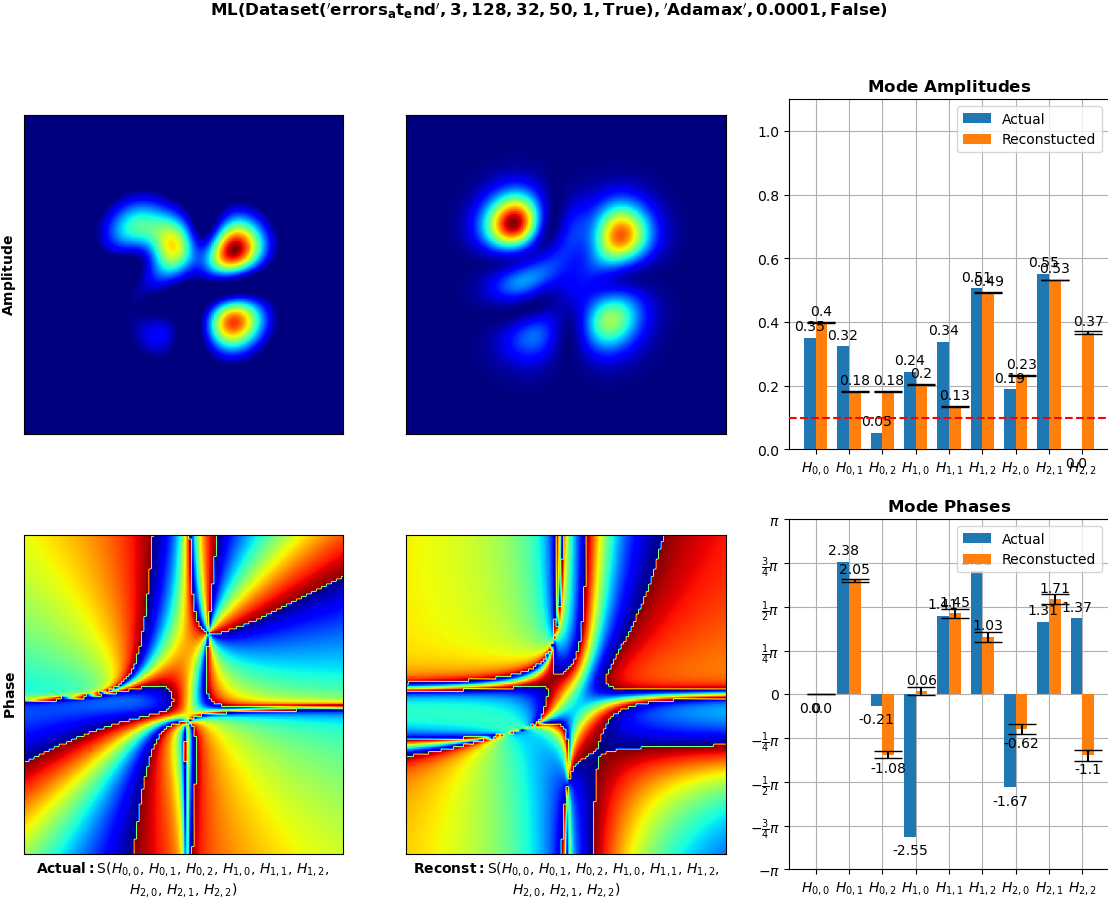 ML(Dataset('errors_at_end', 3, 128, 32, 50, 1, True), 'Adamax', 0.0001, False)
Amplitude
Mode Amplitudes
Actual
Reconstucted
1.0
0.8
0.6
0.4
0.2
0.0
0.35 0.4
0.32 0.18
0.05 0.18
0.24 0.2
0.34 0.13
0.51 0.49
0.19 0.23
0.55 0.53
0.0 0.37
H0,0 H0,1 H0,2 H1,0 H1,1 H1,2 H2,0 H2,1 H2,2
Phase
Mode Phases
Actual
Reconstucted
π
3/4π
1/2π
1/4π
0
−1/4π
−1/2π
−3/4π
−π
0.0 0.0
2.38 2.05
-0.21 -1.08
-2.55 0.06
1.45
1.03
-1.67 -0.62
1.31 1.71
1.37 -1.1
H0,0 H0,1 H0,2 H1,0 H1,1 H1,2 H2,0 H2,1 H2,2
Actual: S(H0,0, H0,1, H0,2, H1,0, H1,1, H1,2,
H2,0, H2,1, H2,2)
Reconst: S(H0,0, H0,1, H0,2, H1,0, H1,1, H1,2,
H2,0, H2,1, H2,2)